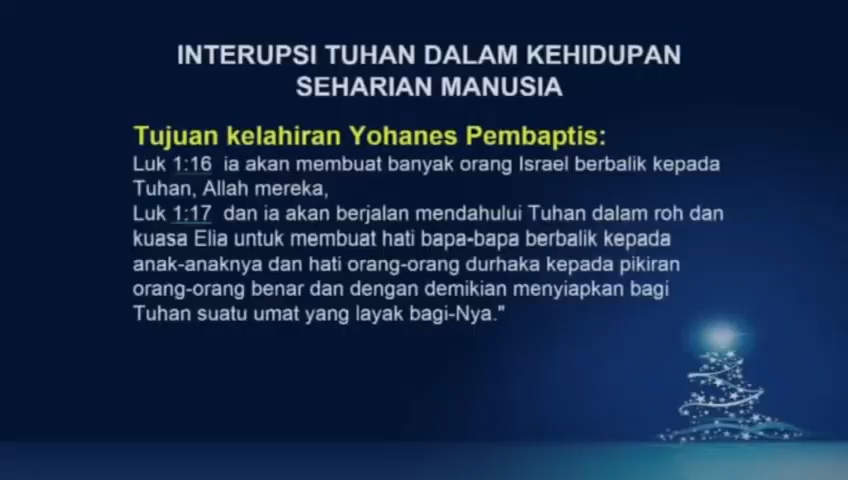 INTERUPSI TUHAN DALAM KEHIDUPAN
SEHARIAN MANUSIA
Tujuan kelahiran Yohanes Pembaptis:
Luk 1:16 ia akan membuat banyak orang Israel berbalik kepada
Tuhan, Allah mereka,
Luk 1:17 dan ia akan berjalan mendahului Tuhan dalam roh dan
kuasa Elia untuk membuat hati bapa-bapa berbalik kepada
anak-anaknya dan hati orang-orang durhaka kepada pikiran
orang-orang benar dan dengan demikian menyiapkan bagi
Tuhan suatu umat yang layak bagi-Nya."